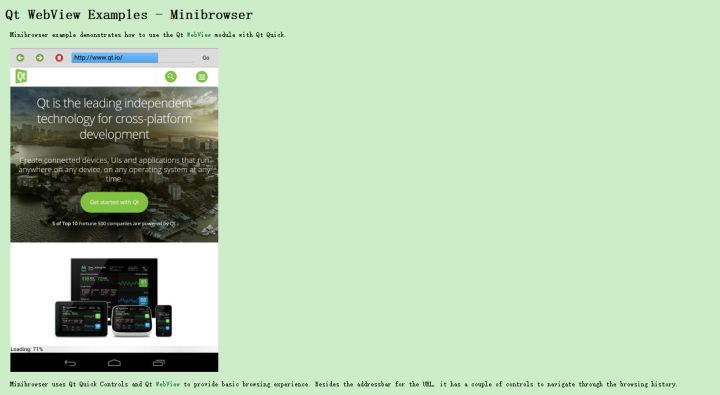 Qt WebView Examples - Minibrowser
Minibrowser example demonstrates how to use the Qt WebView module with Qt Quick.
http://www.qt.io/
Go
Qt
Qt is the leading independent
technology for cross-platform
development
Create connected devices, UIs and applications that run
anywhere on any device, on any operating system at any
time.
Get started with Qt
5 of Top 10 Fortune 500 companies are powered by Qt
Loading: 71%
Minibrowser uses Qt Quick Controls and Qt WebView to provide basic browsing experience. Besides the addressbar for the URL, it has a couple of controls to navigate through the browsing history.